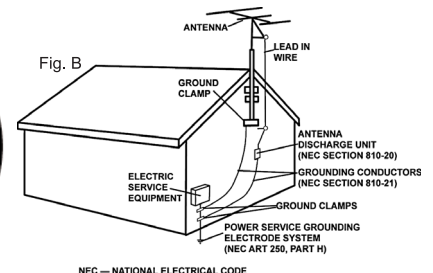 ANTENNA
LEAD IN
WIRE
Fig. B
GROUND
CLAMP
ANTENNA
DISCHARGE UNIT
(NEC SECTION 810-20)
ELECTRIC
SERVICE
EQUIPMENT
GROUNDING CONDUCTORS
(NEC SECTION 810-21)
GROUND CLAMPS
POWER SERVICE GROUNDING
ELECTRODE SYSTEM
(NEC ART 250, PART H)
NEC — NATIONAL ELECTRICAL CODE